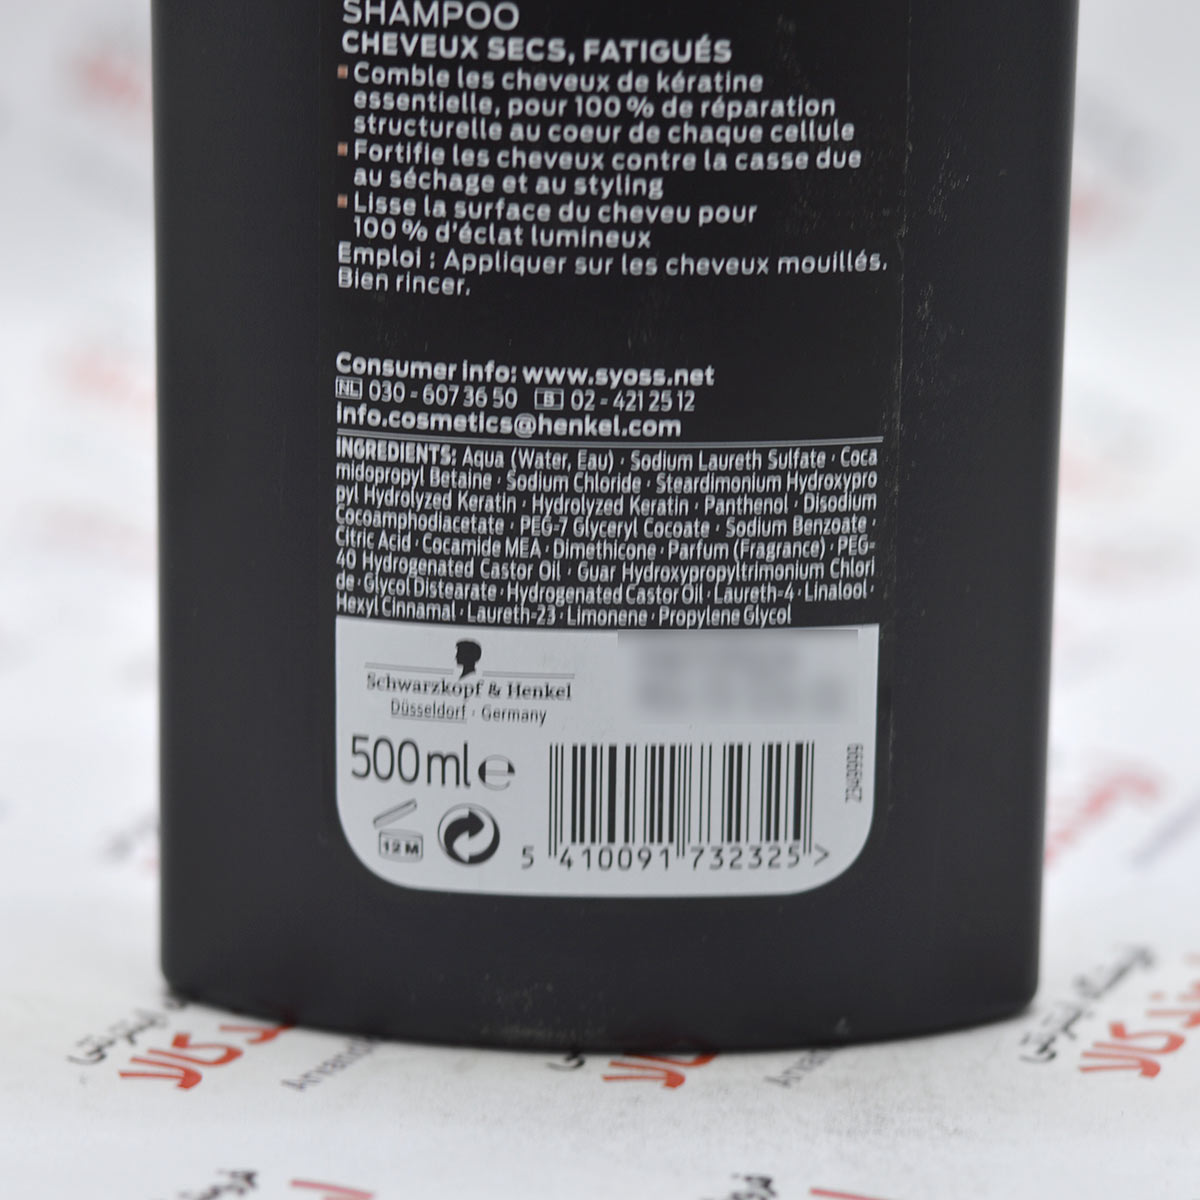 SHAMPOO
CHEVEUX SECS, FATIGUÉS
▪ Comble les cheveux de kératine
essentielle, pour 100 % de réparation
structurelle au coeur de chaque cellule
▪ Fortifie les cheveux contre la casse due
au séchage et au styling
▪ Lisse la surface du cheveu pour
100 % d'éclat lumineux
Emploi : Appliquer sur les cheveux mouillés.
Bien rincer.
Consumer info: www.syoss.net
NL 030 - 607 36 50 B 02 - 421 25 12
info.cosmetics@henkel.com
INGREDIENTS: Aqua (Water, Eau) · Sodium Laureth Sulfate · Coca
midopropyl Betaine · Sodium Chloride · Steardimonium Hydroxypro
pyl Hydrolyzed Keratin · Hydrolyzed Keratin · Panthenol · Disodium
Cocoamphodiacetate · PEG-7 Glyceryl Cocoate · Sodium Benzoate ·
Citric Acid · Cocamide MEA · Dimethicone · Parfum (Fragrance) · PEG-
40 Hydrogenated Castor Oil · Guar Hydroxypropyltrimonium Chlori
de · Glycol Distearate · Hydrogenated Castor Oil · Laureth-4 · Linalool ·
Hexyl Cinnamal · Laureth-23 · Limonene · Propylene Glycol
Schwarzkopf & Henkel
Düsseldorf · Germany
500 ml e
12 M
5 410091 732325 >